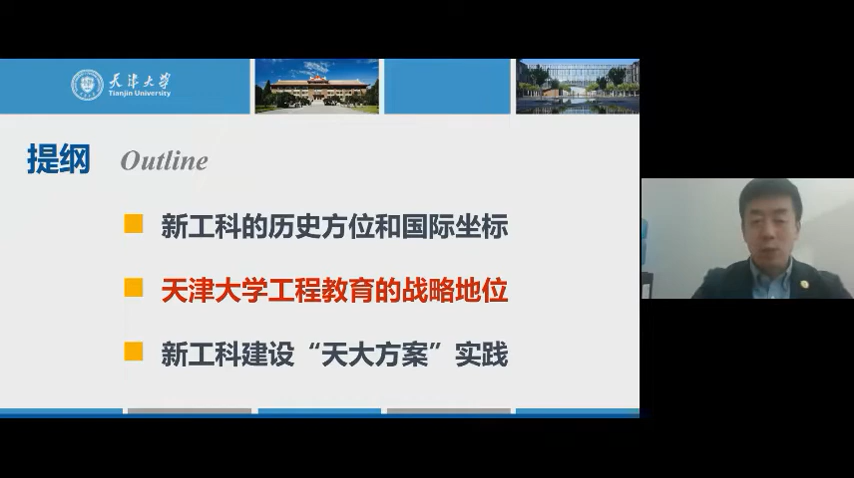 天津大学
Tianjin University
提纲 Outline
新工科的历史方位和国际坐标
天津大学工程教育的战略地位
新工科建设“天大方案”实践